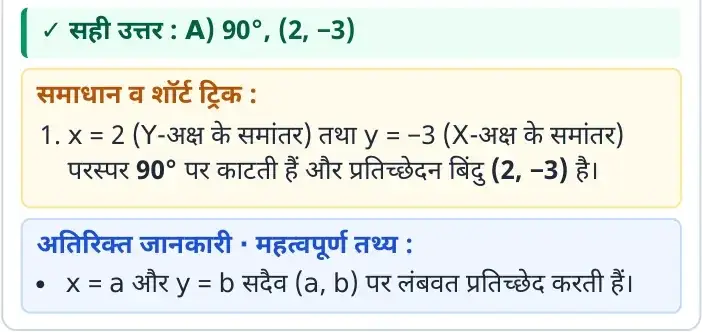 ✓ सही उत्तर : A) 90°, (2, −3)
समाधान व शॉर्ट ट्रिक :
1. x = 2 (Y-अक्ष के समांतर) तथा y = −3 (X-अक्ष के समांतर)
परस्पर 90° पर काटती हैं और प्रतिच्छेदन बिंदु (2, −3) है।
अतिरिक्त जानकारी · महत्वपूर्ण तथ्य :
• x = a और y = b सदैव (a, b) पर लंबवत प्रतिच्छेद करती हैं।